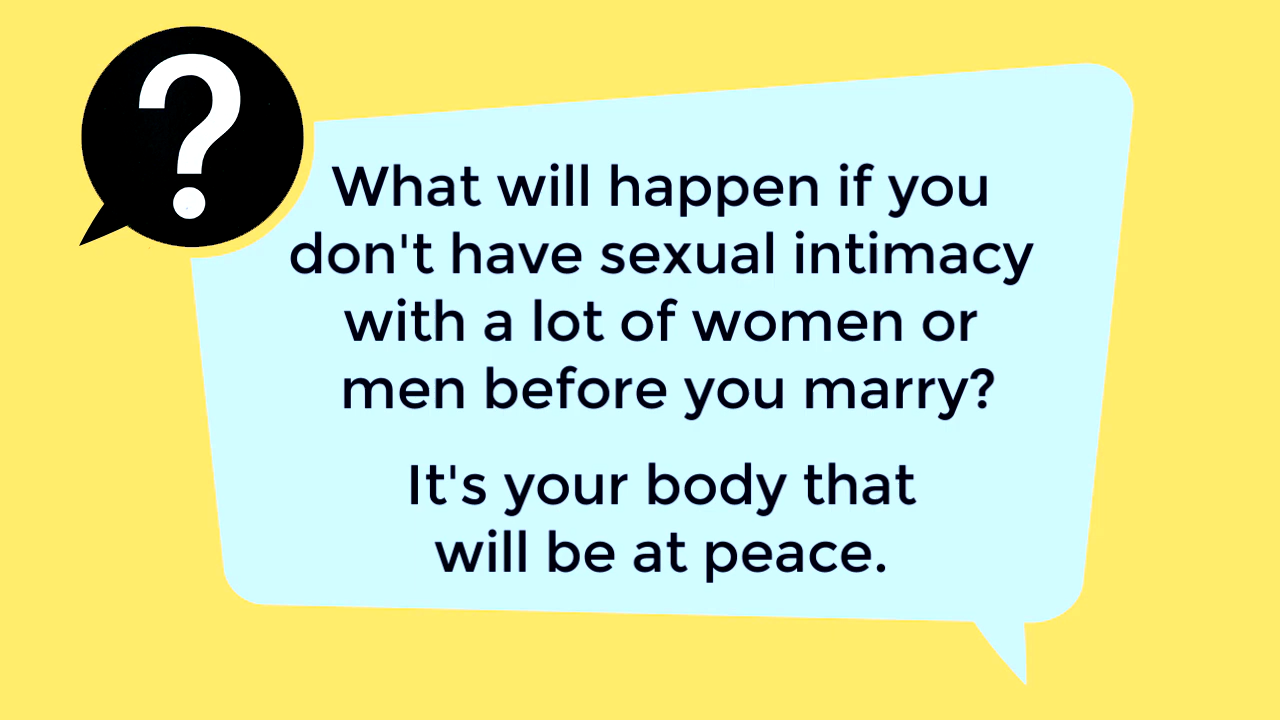 ?
What will happen if you
don't have sexual intimacy
with a lot of women or
men before you marry?
It's your body that
will be at peace.